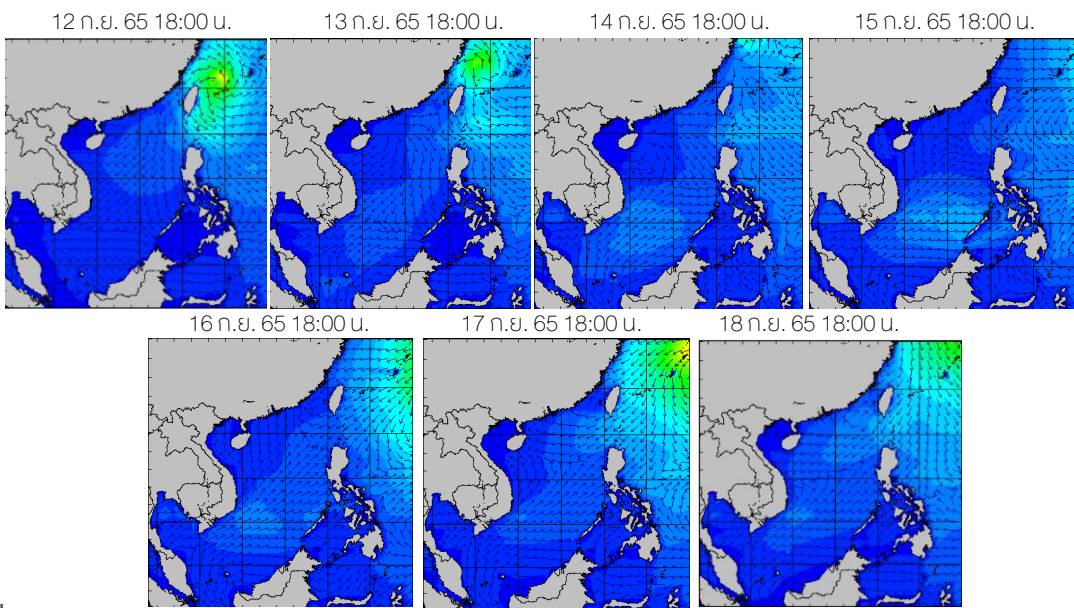 12 ก.ย. 65 18:00 น.
13 ก.ย. 65 18:00 น.
14 ก.ย. 65 18:00 น.
15 ก.ย. 65 18:00 น.
16 ก.ย. 65 18:00 น.
17 ก.ย. 65 18:00 น.
18 ก.ย. 65 18:00 น.